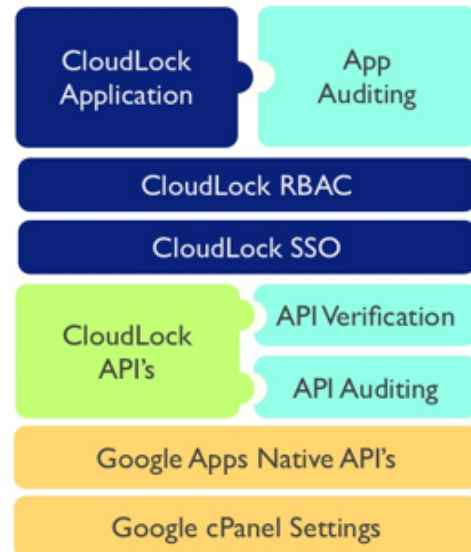 CloudLock
Application
App
Auditing
CloudLock RBAC
CloudLock SSO
CloudLock
API's
API Verification
API Auditing
Google Apps Native API's
Google cPanel Settings